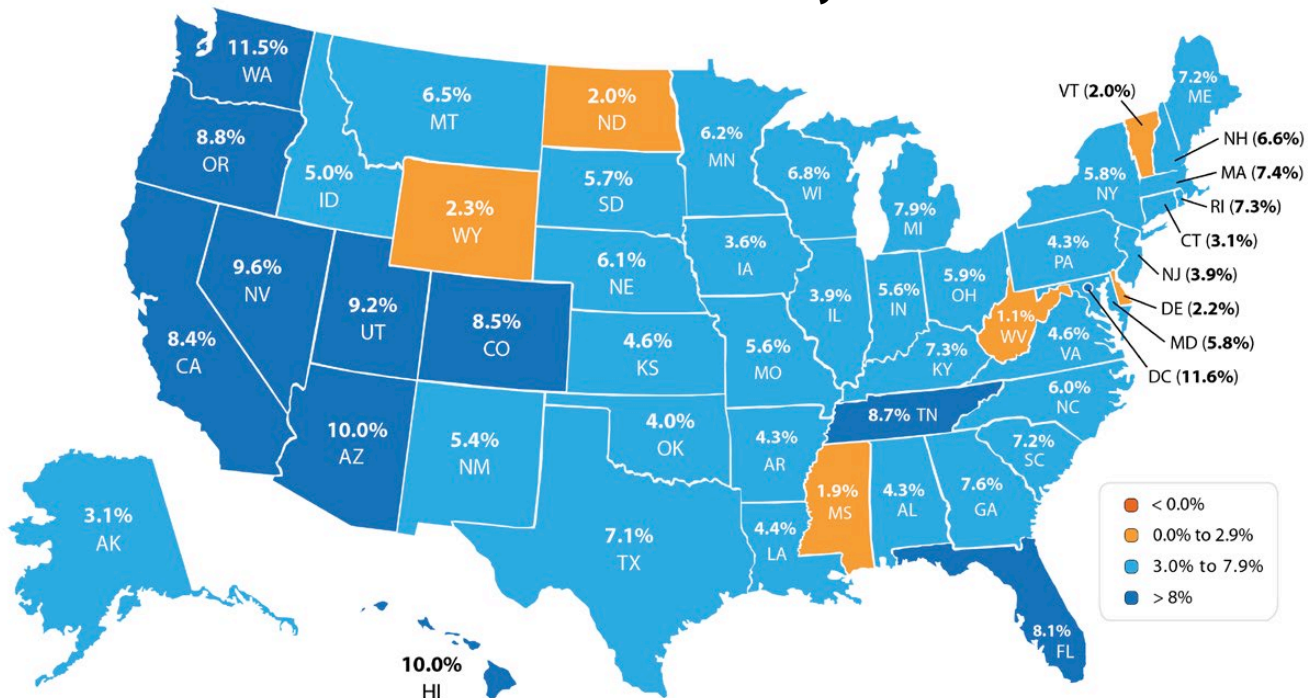 11.5%
WA
8.8%
OR
5.0%
ID
6.5%
MT
2.0%
ND
5.7%
SD
2.3%
WY
6.1%
NE
6.2%
MN
6.8%
WI
7.9%
MI
3.6%
IA
8.4%
CA
9.6%
NV
9.2%
UT
8.5%
CO
4.6%
KS
5.6%
MO
3.9%
IL
5.6%
IN
5.9%
OH
7.3%
KY
1.1%
WV
4.6%
VA
4.3%
PA
5.8%
NY
7.2%
ME
VT (2.0%)
NH (6.6%)
MA (7.4%)
RI (7.3%)
CT (3.1%)
NJ (3.9%)
DE (2.2%)
MD (5.8%)
DC (11.6%)
10.0%
AZ
5.4%
NM
4.0%
OK
4.3%
AR
8.7% TN
6.0%
NC
7.2%
SC
7.1%
TX
4.4%
LA
1.9%
MS
4.3%
AL
7.6%
GA
8.1%
FL
3.1%
AK
10.0%
HI
< 0.0%
0.0% to 2.9%
3.0% to 7.9%
> 8%